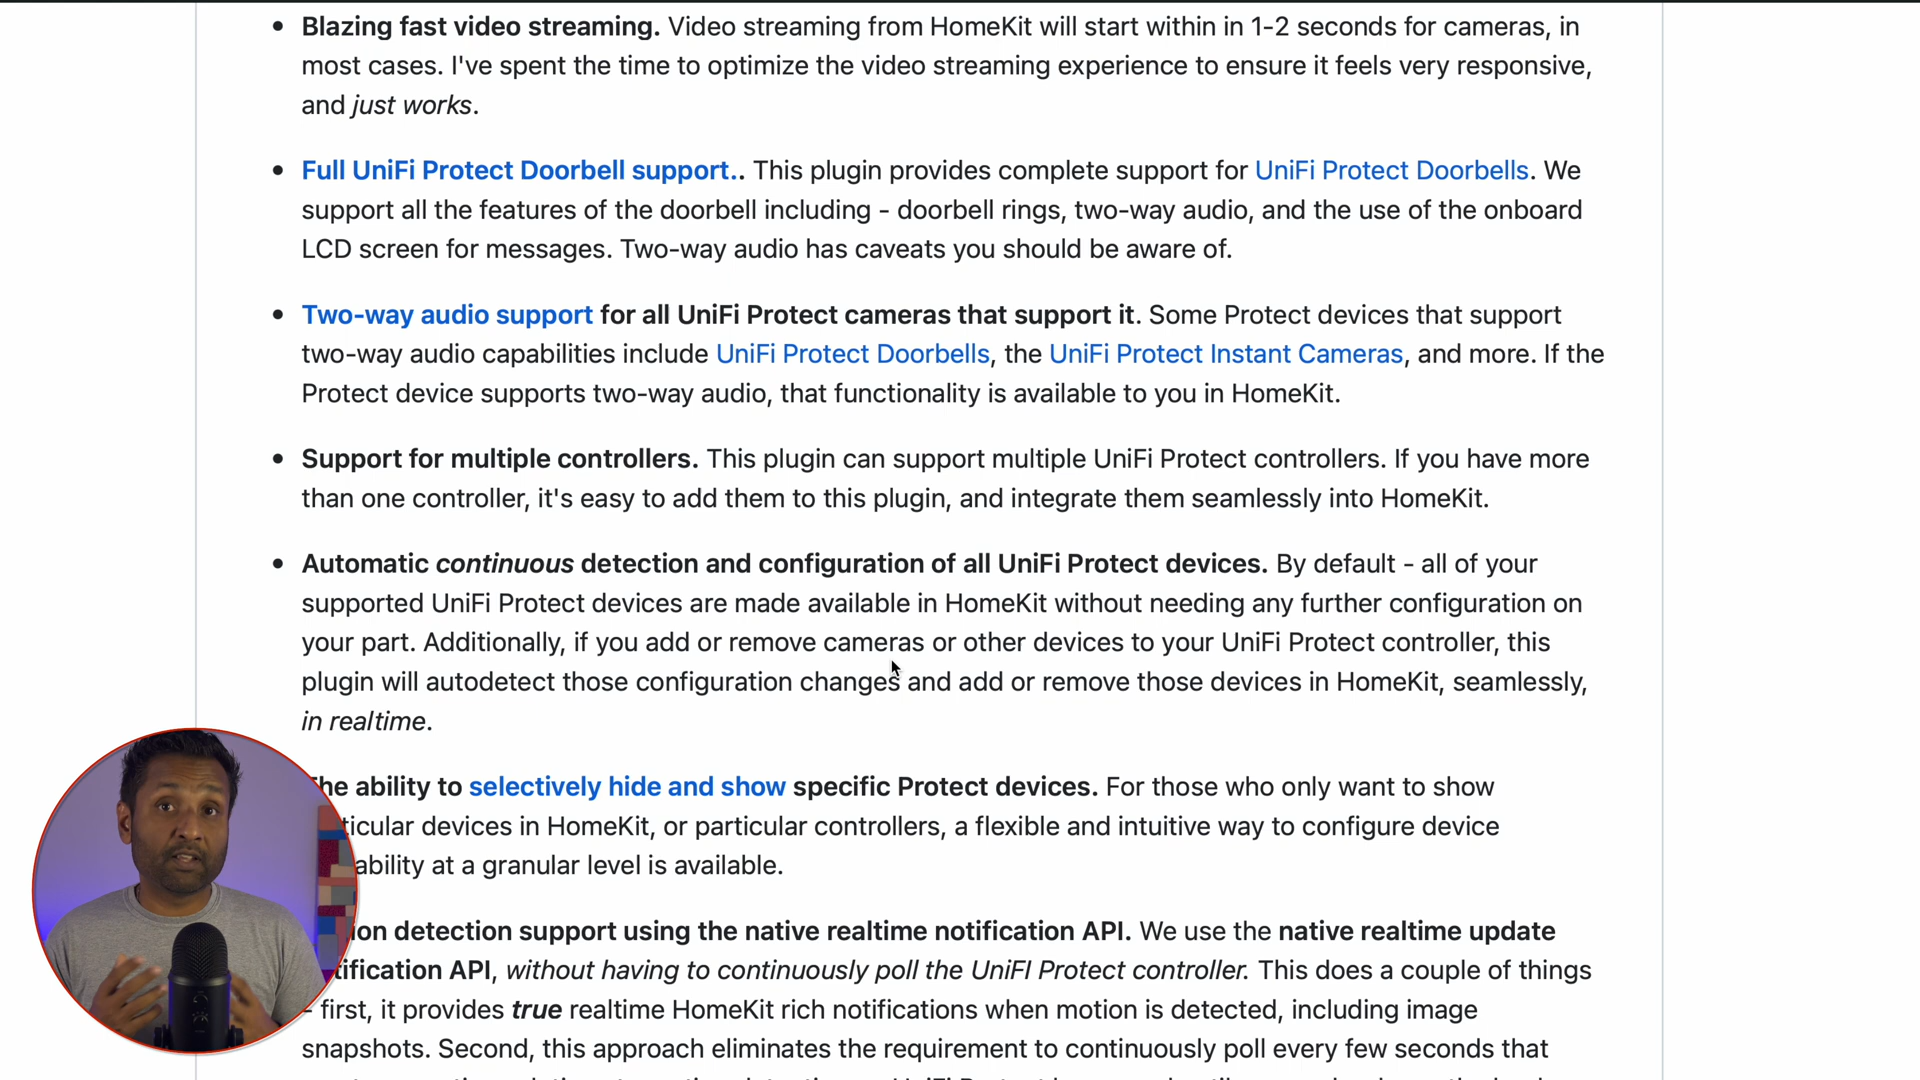 Blazing fast video streaming. Video streaming from HomeKit will start within in 1-2 seconds for cameras, in
most cases. I've spent the time to optimize the video streaming experience to ensure it feels very responsive,
and just works.
Full UniFi Protect Doorbell support.. This plugin provides complete support for UniFi Protect Doorbells. We
support all the features of the doorbell including - doorbell rings, two-way audio, and the use of the onboard
LCD screen for messages. Two-way audio has caveats you should be aware of.
Two-way audio support for all UniFi Protect cameras that support it. Some Protect devices that support
two-way audio capabilities include UniFi Protect Doorbells, the UniFi Protect Instant Cameras, and more. If the
Protect device supports two-way audio, that functionality is available to you in HomeKit.
Support for multiple controllers. This plugin can support multiple UniFi Protect controllers. If you have more
than one controller, it's easy to add them to this plugin, and integrate them seamlessly into HomeKit.
Automatic continuous detection and configuration of all UniFi Protect devices. By default - all of your
supported UniFi Protect devices are made available in HomeKit without needing any further configuration on
your part. Additionally, if you add or remove cameras or other devices to your UniFi Protect controller, this
plugin will autodetect those configuration changes and add or remove those devices in HomeKit, seamlessly,
in realtime.
The ability to selectively hide and show specific Protect devices. For those who only want to show
ticular devices in HomeKit, or particular controllers, a flexible and intuitive way to configure device
ability at a granular level is available.
ion detection support using the native realtime notification API. We use the native realtime update
tification API, without having to continuously poll the UniFI Protect controller. This does a couple of things
- first, it provides true realtime HomeKit rich notifications when motion is detected, including image
snapshots. Second, this approach eliminates the requirement to continuously poll every few seconds that